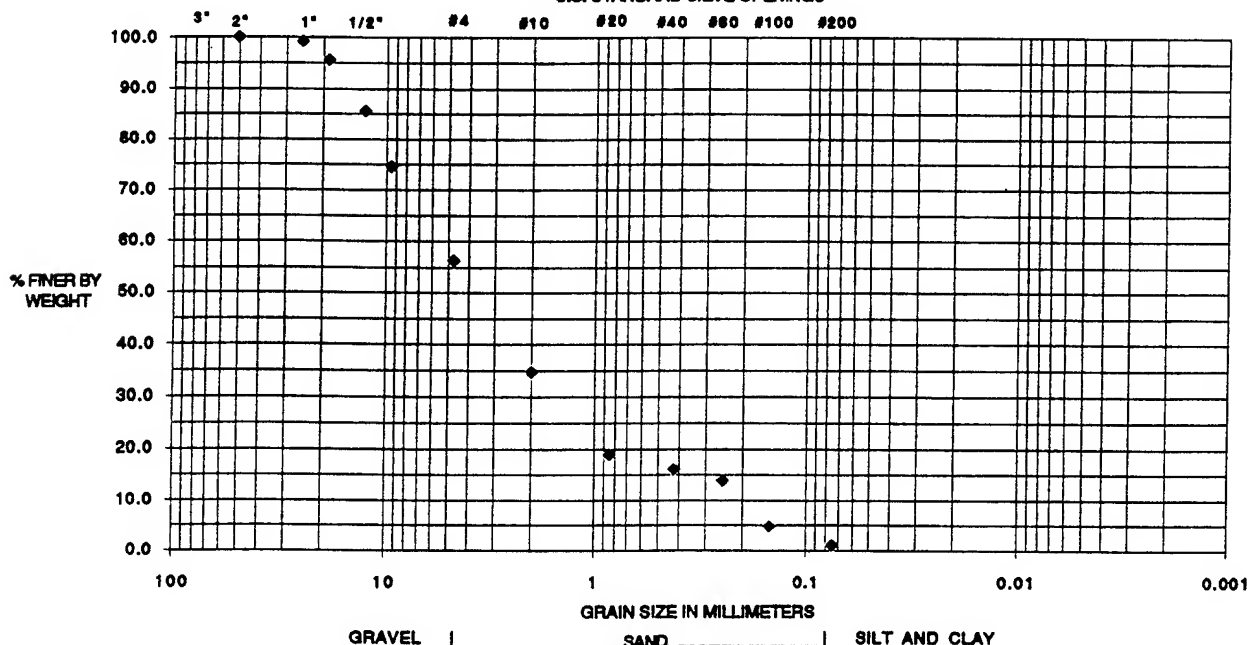 3" 2" 1" 1/2" #4 #10 #20 #40 #60 #100 #200
100.0
90.0
80.0
70.0
60.0
% FINER BY
WEIGHT
50.0
40.0
30.0
20.0
10.0
0.0
100 10 1 0.1 0.01 0.001
GRAIN SIZE IN MILLIMETERS
GRAVEL SAND SILT AND CLAY